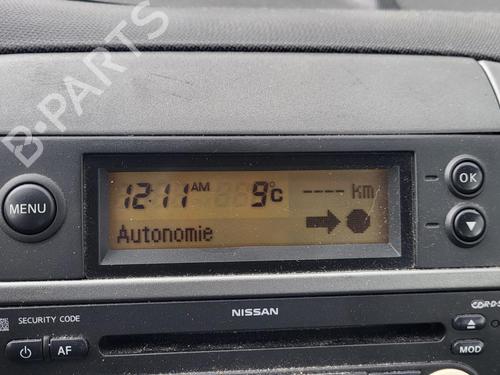 B-PARTS
12:11 AM 9°C ---- km
Autonomie
MENU
OK
NISSAN
SECURITY CODE
AF
MOD